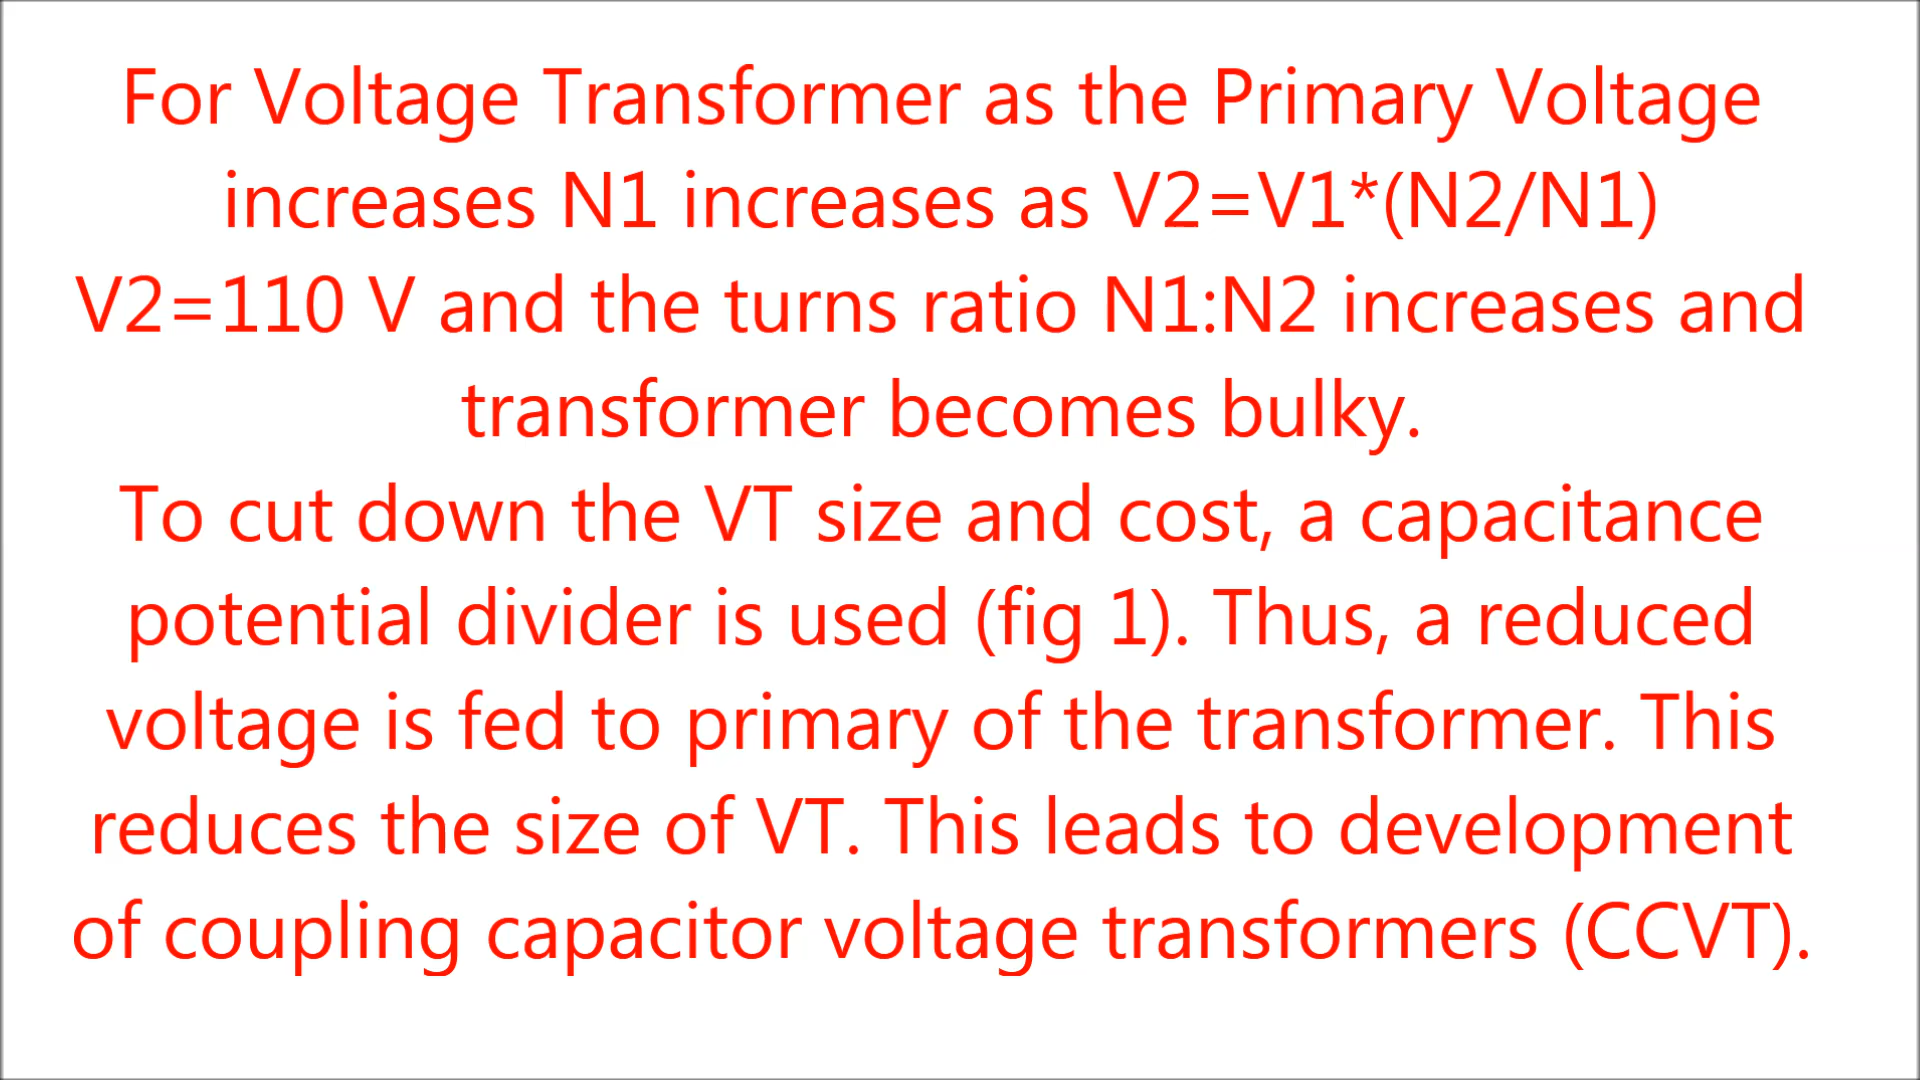 For Voltage Transformer as the Primary Voltage
increases N1 increases as V2=V1*(N2/N1)
V2=110 V and the turns ratio N1:N2 increases and
transformer becomes bulky.
To cut down the VT size and cost, a capacitance
potential divider is used (fig 1). Thus, a reduced
voltage is fed to primary of the transformer. This
reduces the size of VT. This leads to development
of coupling capacitor voltage transformers (CCVT).